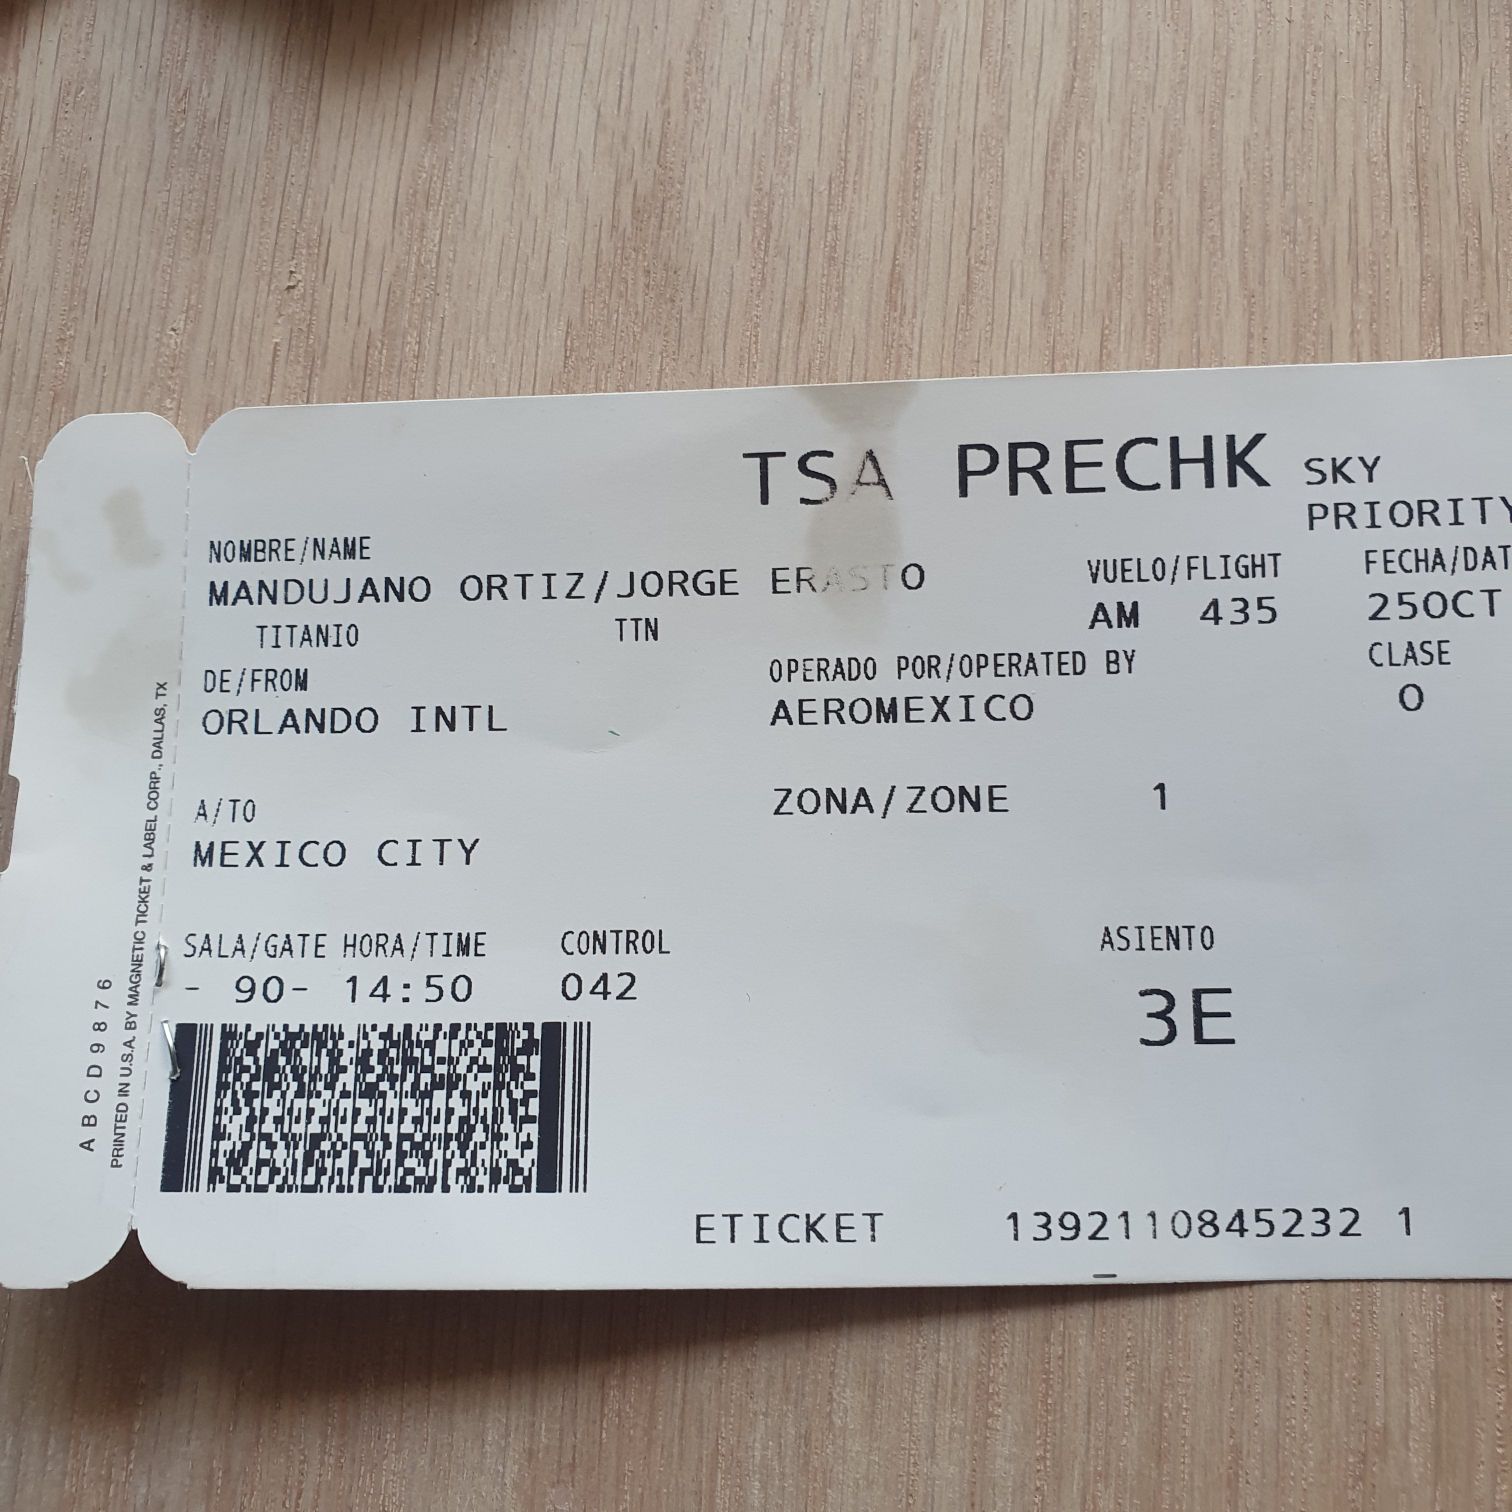 TSA PRECHK SKY
PRIORITY
NOMBRE/NAME
MANDUJANO ORTIZ/JORGE ERASTO
TITANIO TTN
VUELO/FLIGHT FECHA/DAT
AM 435 25OCT
DE/FROM
ORLANDO INTL
OPERADO POR/OPERATED BY
AEROMEXICO
CLASE
O
A/TO
MEXICO CITY
ZONA/ZONE 1
SALA/GATE HORA/TIME CONTROL
- 90- 14:50 042
ASIENTO
3E
ETICKET 1392110845232 1
ABCD9876
PRINTED IN U.S.A. BY MAGNETIC TICKET & LABEL CORP., DALLAS, TX